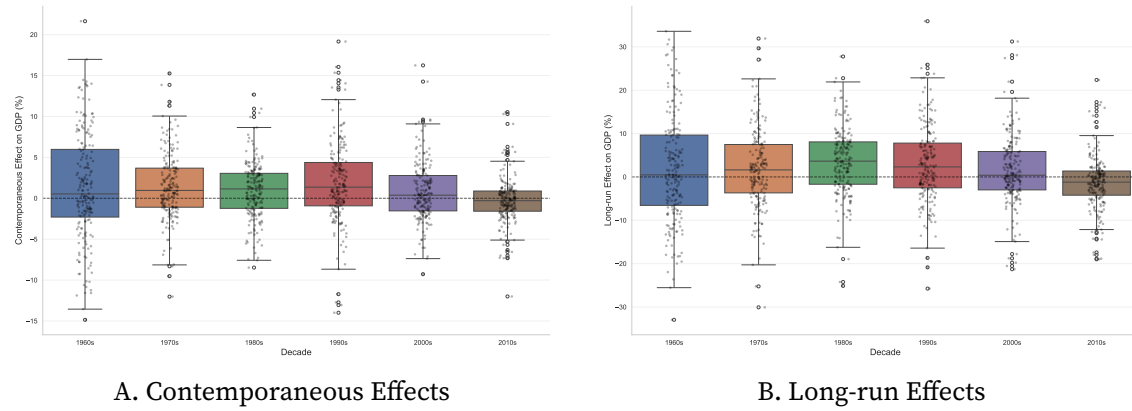 Contemporaneous Effect on GDP (%)
20
15
10
5
0
−5
−10
−15
1960s 1970s 1980s 1990s 2000s 2010s
Decade
A. Contemporaneous Effects
Long-run Effect on GDP (%)
30
20
10
0
−10
−20
−30
1960s 1970s 1980s 1990s 2000s 2010s
Decade
B. Long-run Effects